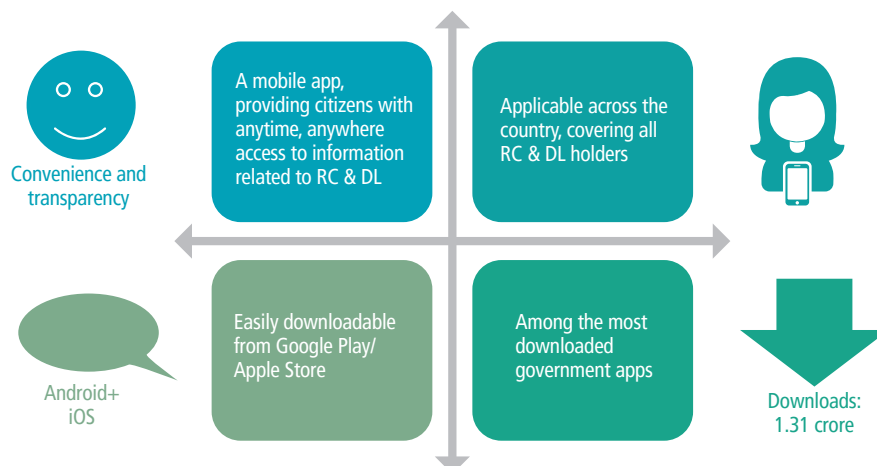 Convenience and
transparency
A mobile app,
providing citizens with
anytime, anywhere
access to information
related to RC & DL
Applicable across the
country, covering all
RC & DL holders
Android+
iOS
Easily downloadable
from Google Play/
Apple Store
Among the most
downloaded
government apps
Downloads:
1.31 crore